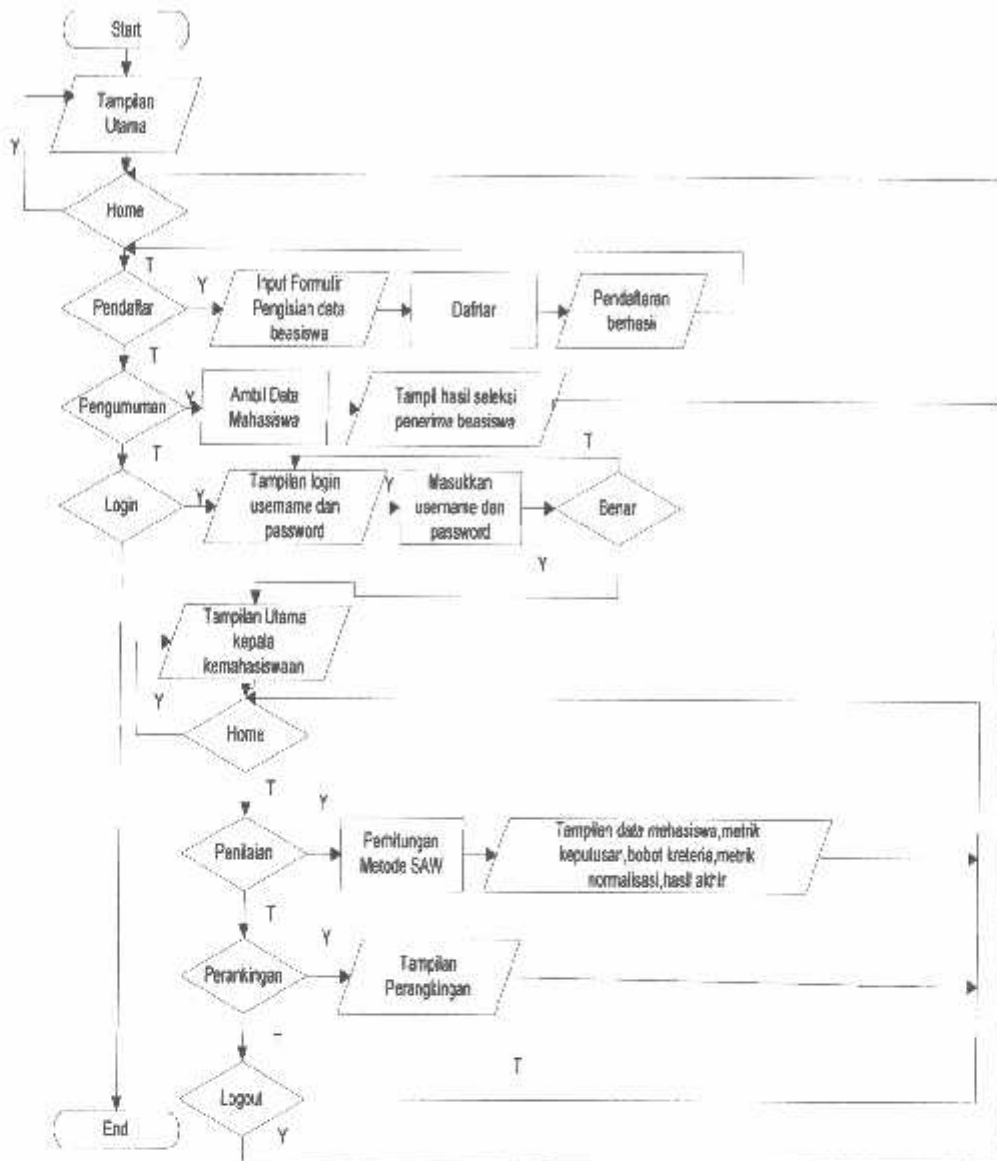 Start
Tampilan
Utama
Y
Home
T
Pendaftar
Y
Input Formulir
Pengisian data
beasiswa
Dafrtar
Pendaftaran
berhasil
T
Pengumuman
Y
Ambil Data
Mahasiswa
Tampil hasil seleksi
penerima beasiswa
T
T
Login
Y
Tampilan login
username dan
password
Y
Masukkan
username dan
password
Benar
Y
Tampilan Utama
kepala
kemahasiswaan
Y
Home
T
Y
Penilaian
Perhitungan
Metode SAW
Tampilan data mahasiswa,metrik
keputusan,bobot kreteria,metrik
normalisasi,hasil akhir
T
Y
Perankingan
Tampilan
Perangkingan
T
Logout
Y
End